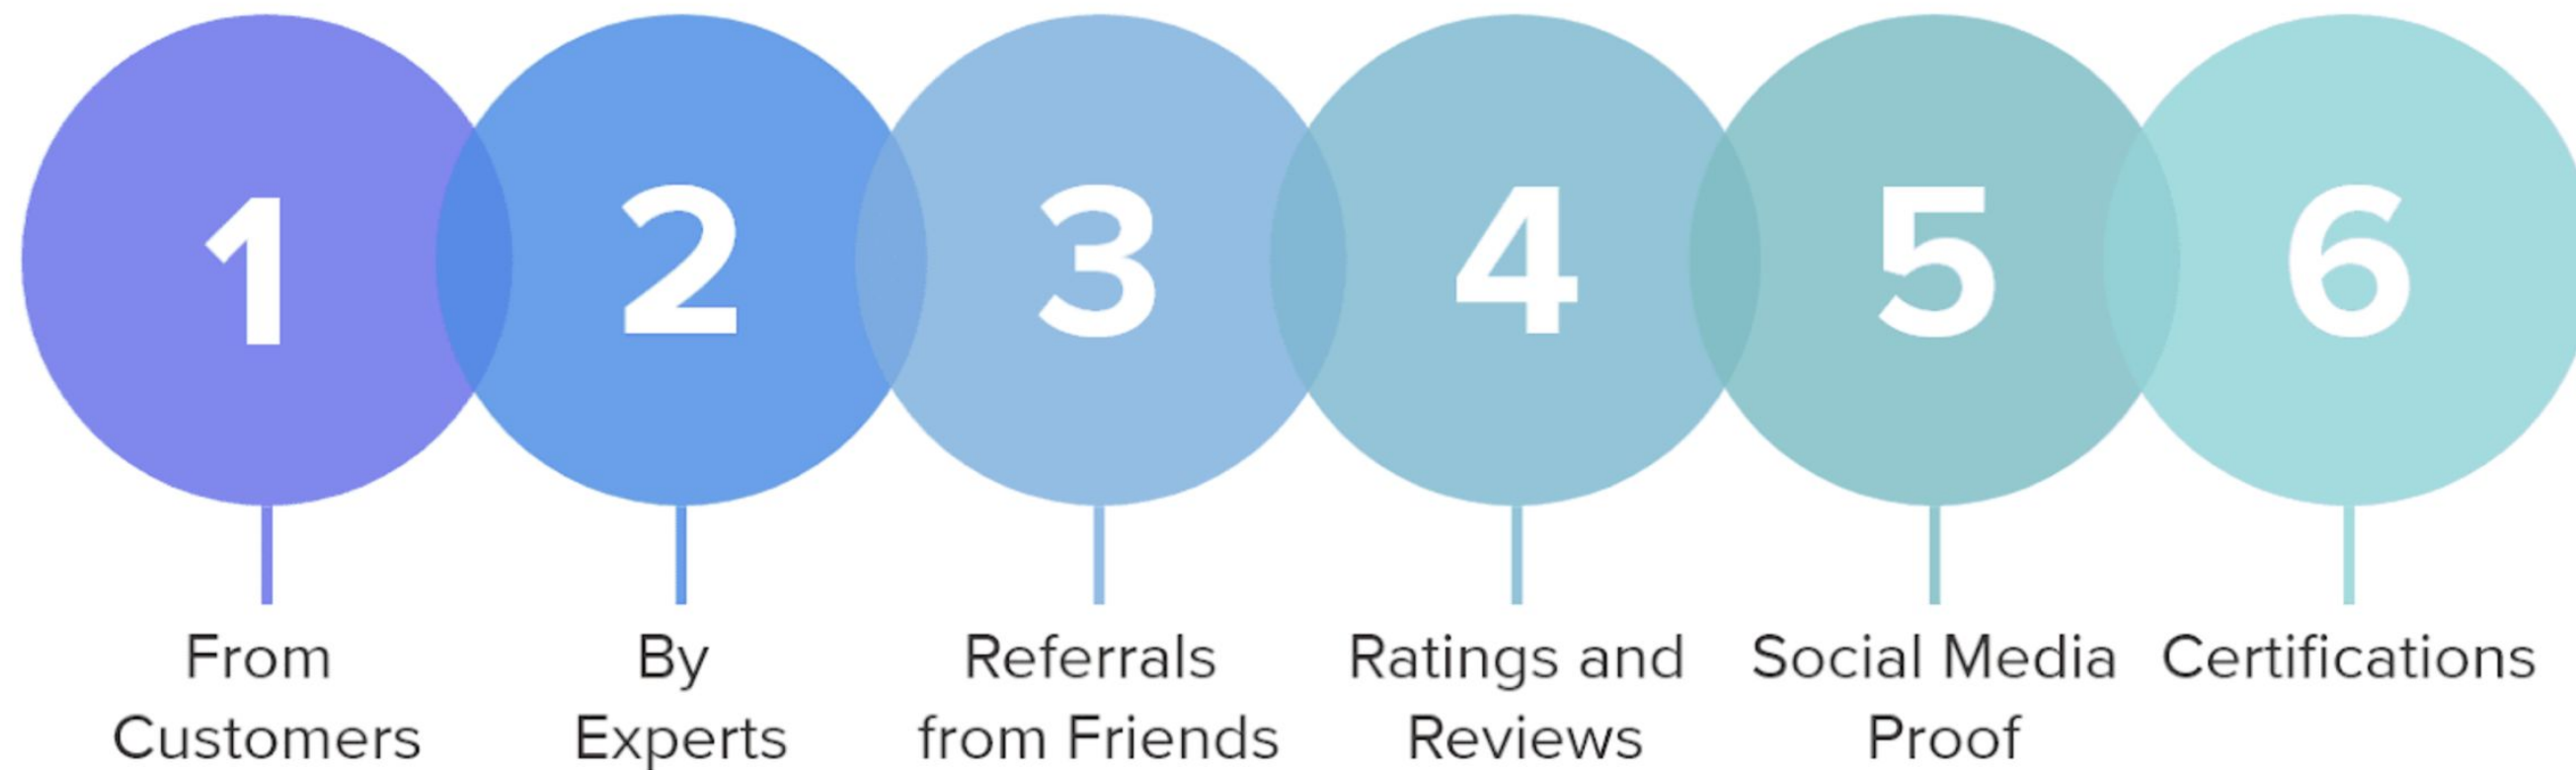 1 2 3 4 5 6
From Customers
By Experts
Referrals from Friends
Ratings and Reviews
Social Media Proof
Certifications